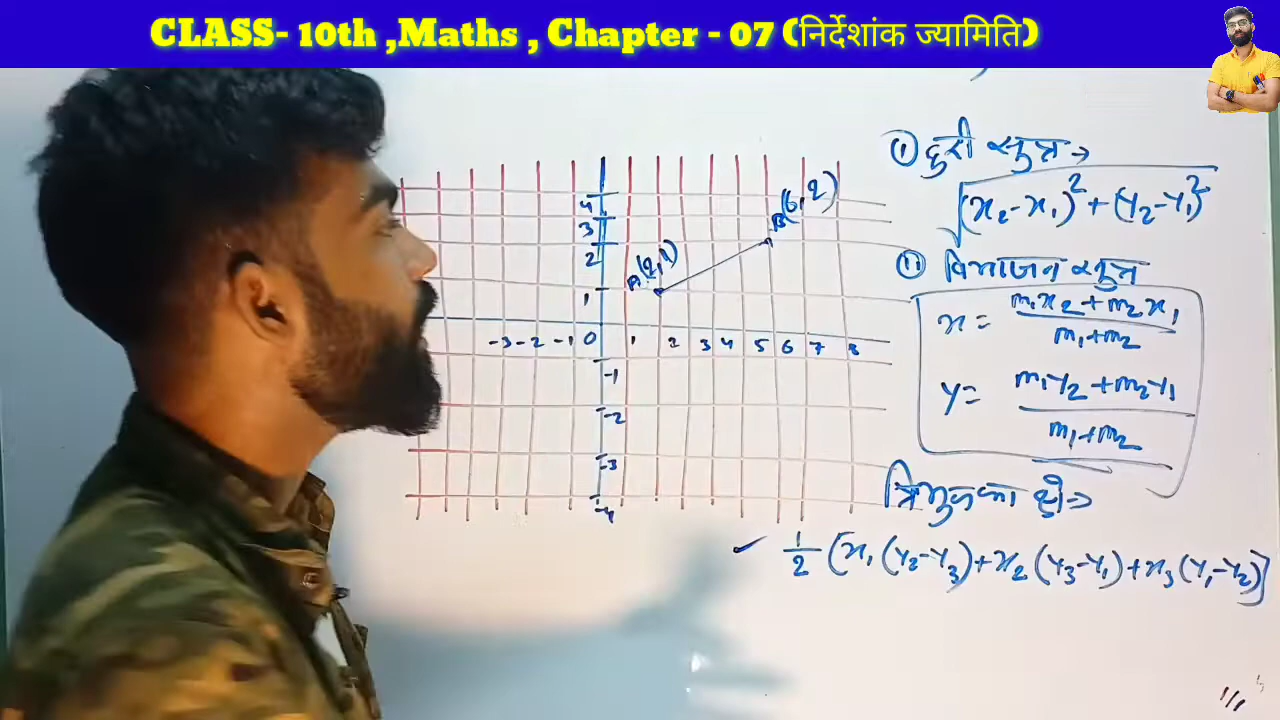 CLASS- 10th ,Maths , Chapter - 07 (निर्देशांक ज्यामिति)
① दुरी सुत्र→
√(x₂-x₁)²+(y₂-y₁)²
② विभाजन सुत्र
x= m₁x₂+m₂x₁ / m₁+m₂
y= m₁y₂+m₂y₁ / m₁+m₂
त्रिभुज का क्षे→
✓ 1/2 (x₁(y₂-y₃)+x₂(y₃-y₁)+x₃(y₁-y₂)]
4
3
2
1
B(6,2)
A(2,1)
-3 -2 -1 0 1 2 3 4 5 6 7 8
-1
-2
-3
-4